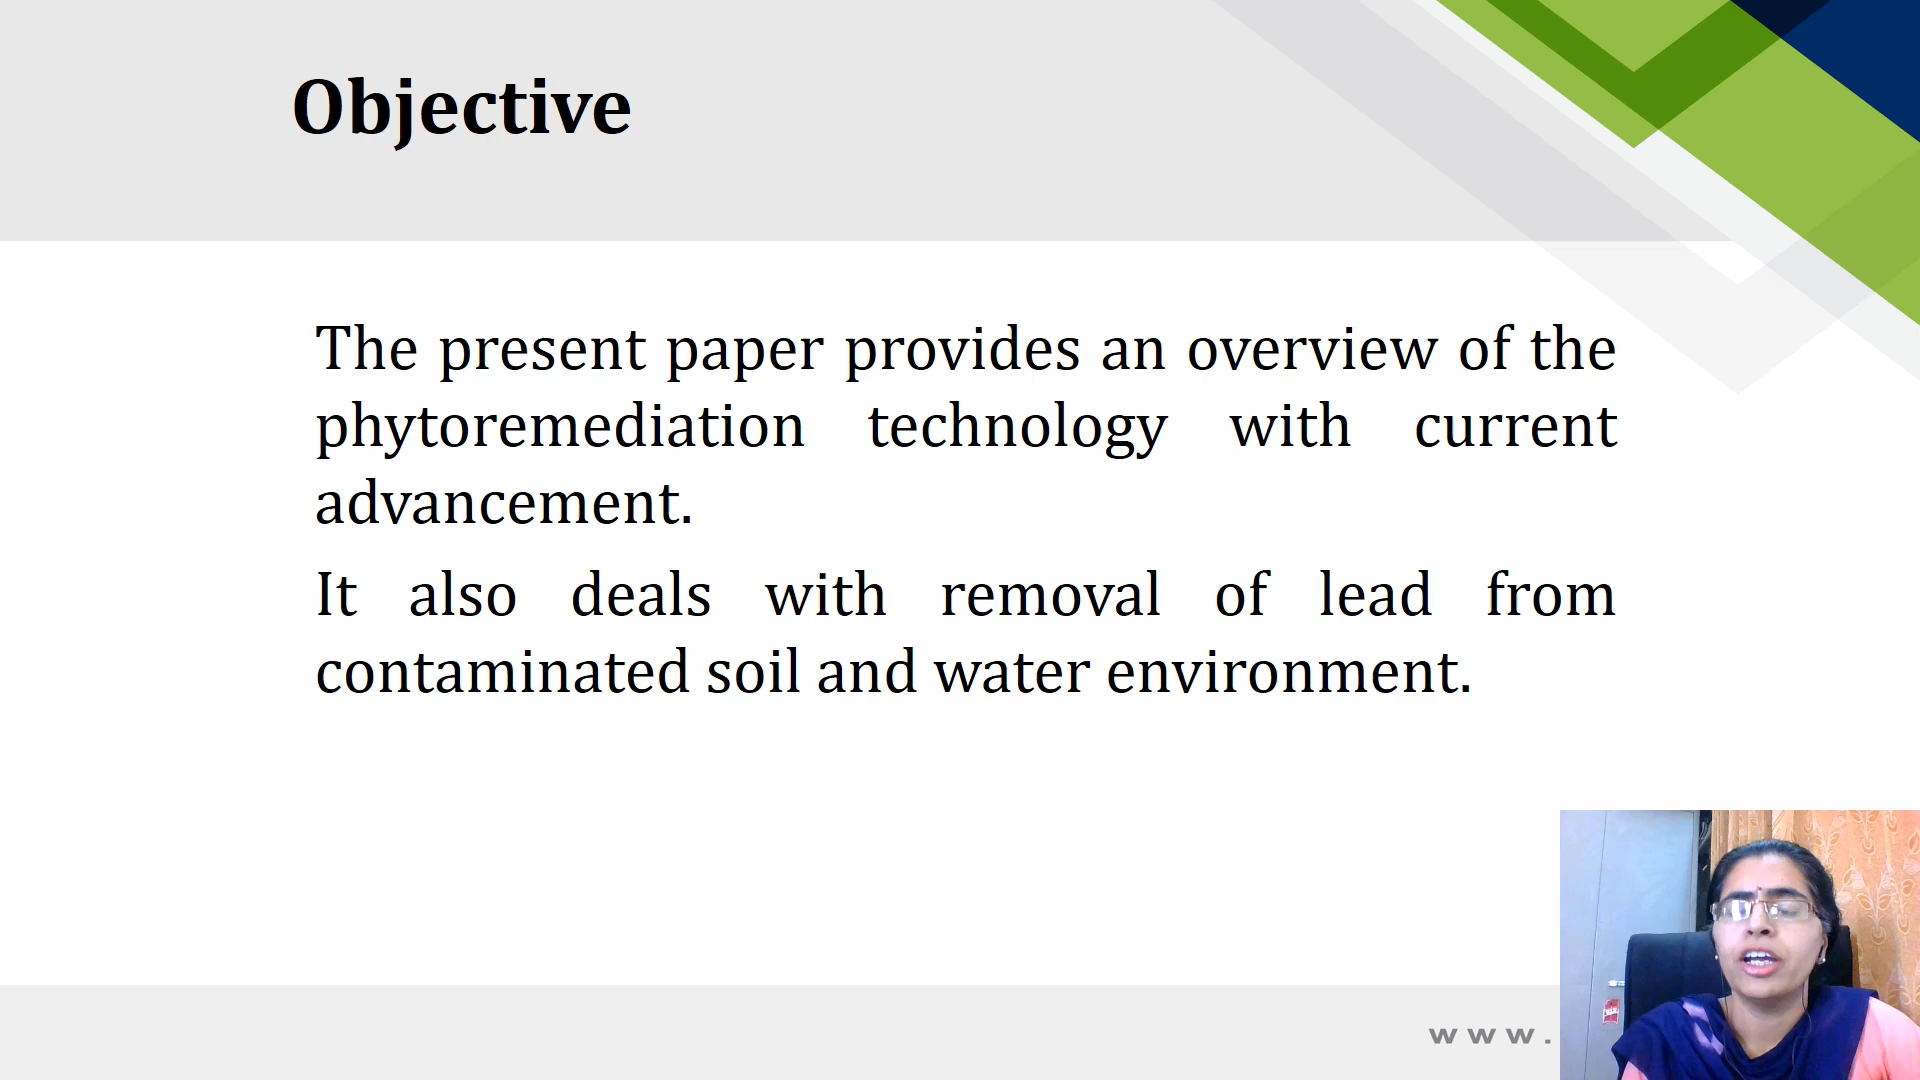 Objective
The present paper provides an overview of the
phytoremediation technology with current
advancement.
It also deals with removal of lead from
contaminated soil and water environment.
www.